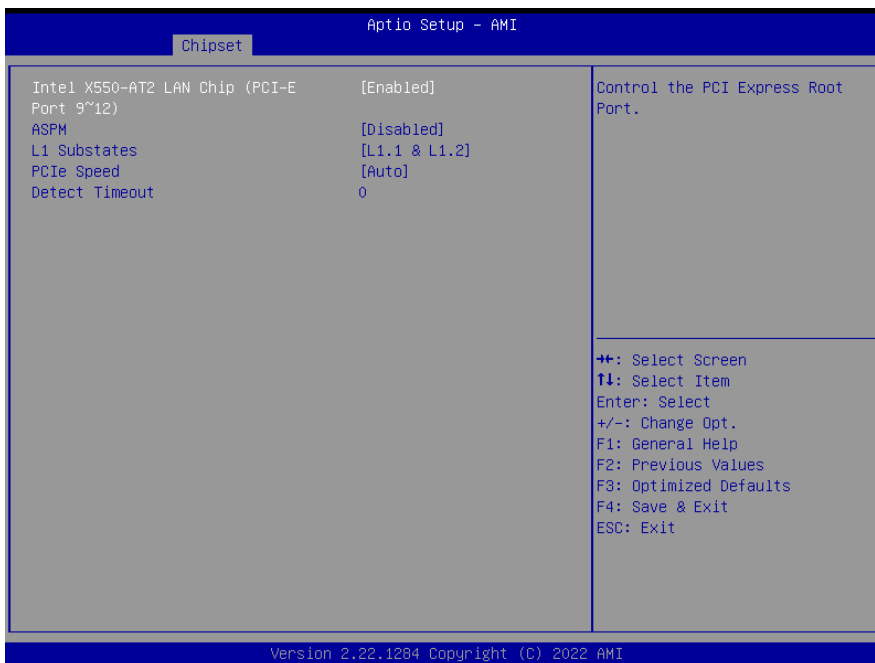 Aptio Setup - AMI
Chipset
Intel X550-AT2 LAN Chip (PCI-E [Enabled]
Port 9~12)
ASPM [Disabled]
L1 Substates [L1.1 & L1.2]
PCIe Speed [Auto]
Detect Timeout 0
Control the PCI Express Root
Port.
→←: Select Screen
↑↓: Select Item
Enter: Select
+/-: Change Opt.
F1: General Help
F2: Previous Values
F3: Optimized Defaults
F4: Save & Exit
ESC: Exit
Version 2.22.1284 Copyright (C) 2022 AMI